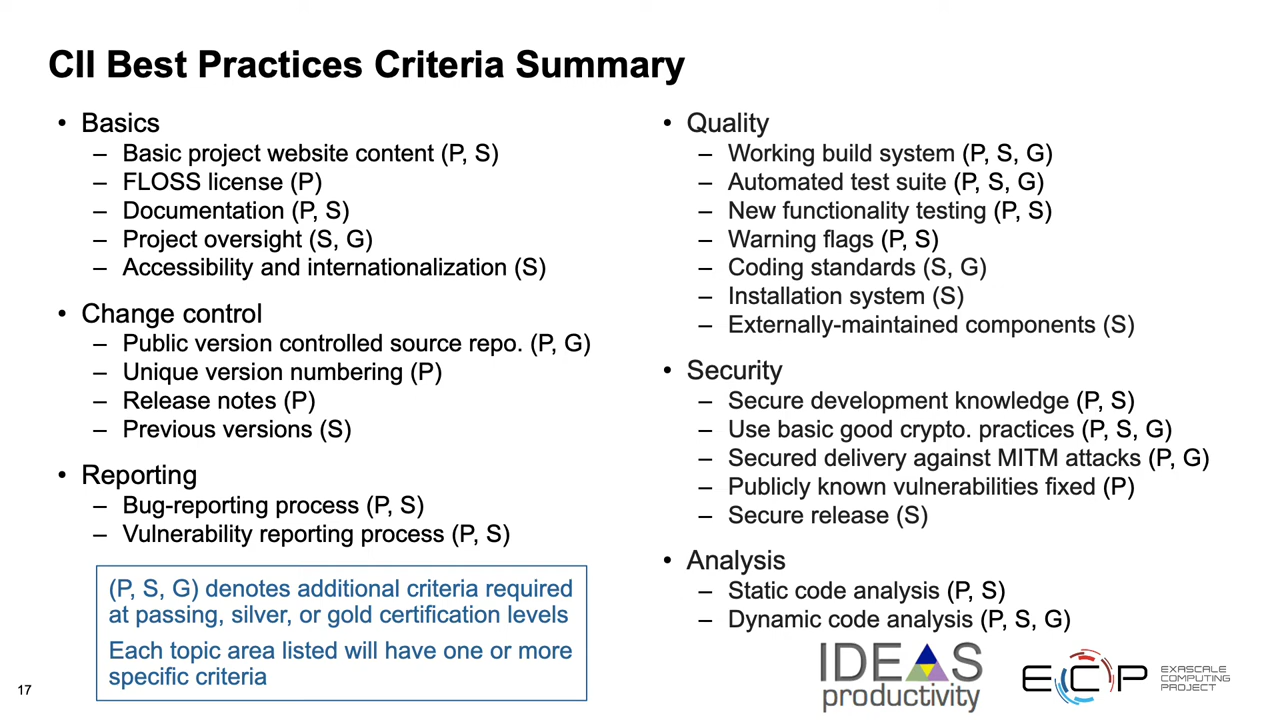 CII Best Practices Criteria Summary
• Basics
– Basic project website content (P, S)
– FLOSS license (P)
– Documentation (P, S)
– Project oversight (S, G)
– Accessibility and internationalization (S)
• Change control
– Public version controlled source repo. (P, G)
– Unique version numbering (P)
– Release notes (P)
– Previous versions (S)
• Reporting
– Bug-reporting process (P, S)
– Vulnerability reporting process (P, S)
(P, S, G) denotes additional criteria required
at passing, silver, or gold certification levels
Each topic area listed will have one or more
specific criteria
• Quality
– Working build system (P, S, G)
– Automated test suite (P, S, G)
– New functionality testing (P, S)
– Warning flags (P, S)
– Coding standards (S, G)
– Installation system (S)
– Externally-maintained components (S)
• Security
– Secure development knowledge (P, S)
– Use basic good crypto. practices (P, S, G)
– Secured delivery against MITM attacks (P, G)
– Publicly known vulnerabilities fixed (P)
– Secure release (S)
• Analysis
– Static code analysis (P, S)
– Dynamic code analysis (P, S, G)
17
IDEAS
productivity
ECP
EXASCALE
COMPUTING
PROJECT